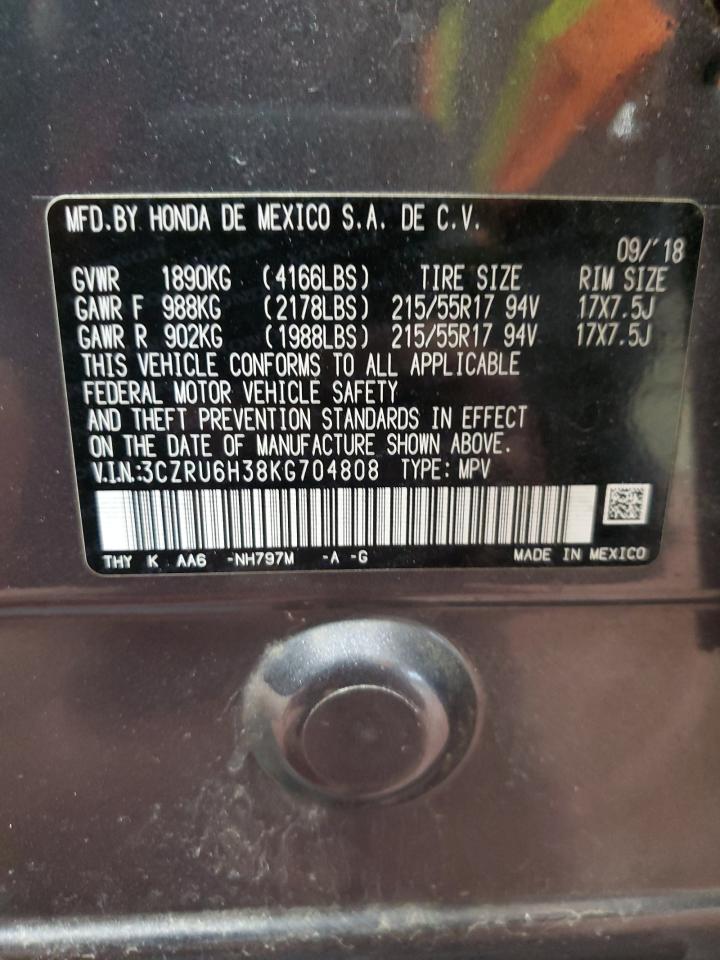 MFD.BY HONDA DE MEXICO S.A. DE C.V.
09/'18
GVWR 1890KG (4166LBS) TIRE SIZE RIM SIZE
GAWR F 988KG (2178LBS) 215/55R17 94V 17X7.5J
GAWR R 902KG (1988LBS) 215/55R17 94V 17X7.5J
THIS VEHICLE CONFORMS TO ALL APPLICABLE
FEDERAL MOTOR VEHICLE SAFETY
AND THEFT PREVENTION STANDARDS IN EFFECT
ON THE DATE OF MANUFACTURE SHOWN ABOVE.
V.I.N.:3CZRU6H38KG704808 TYPE: MPV
THY K AA6 -NH797M -A -G MADE IN MEXICO